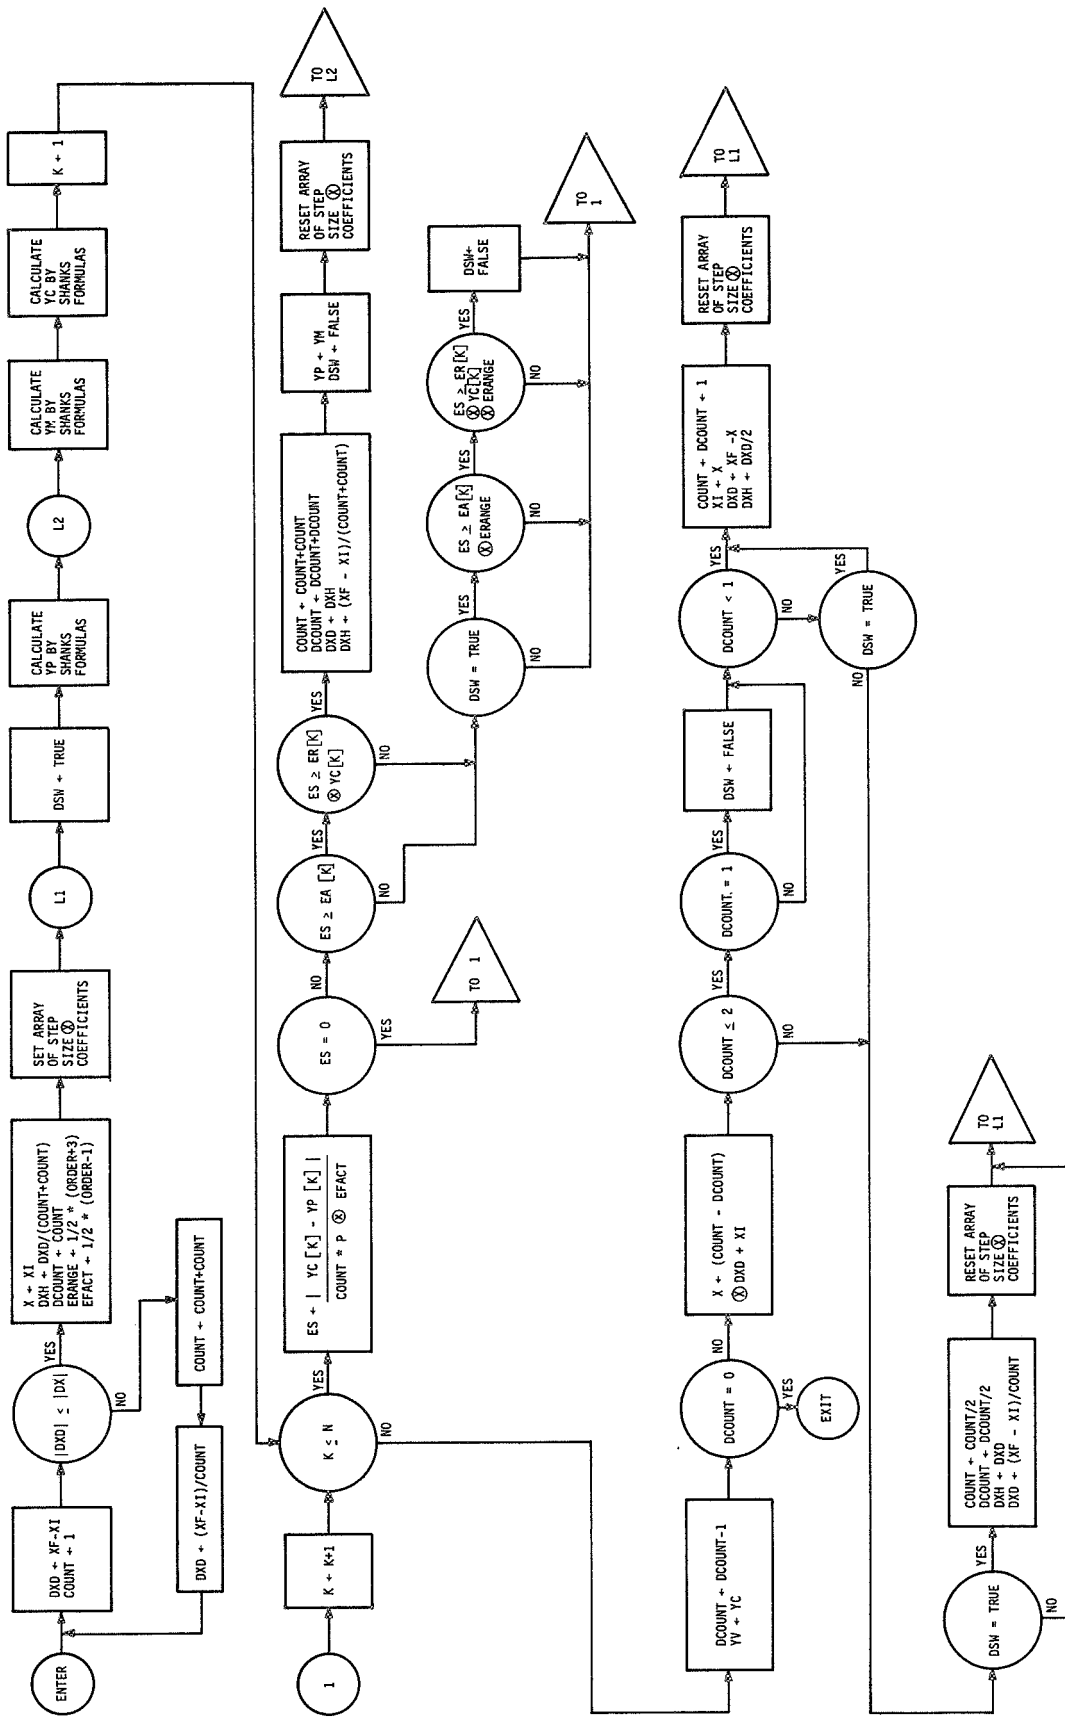 ENTER
DXD ← XF-XI
COUNT ← 1
|DXD| ≤ |DX|
YES
NO
X ← XI
DXH ← DXD/(COUNT+COUNT)
DCOUNT ← COUNT
ERANGE ← 1/2 * (ORDER+3)
EFACT ← 1/2 * (ORDER-1)
SET ARRAY
OF STEP
SIZE ⊗
COEFFICIENTS
L1
DSW ← TRUE
CALCULATE
YP BY
SHANKS
FORMULAS
L2
CALCULATE
YM BY
SHANKS
FORMULAS
CALCULATE
YC BY
SHANKS
FORMULAS
K ← 1
DXD ← (XF-XI)/COUNT
COUNT ← COUNT+COUNT
1
K ← K+1
K ≤ N
YES
NO
ES ← | YC [K] - YP [K] |
COUNT * P ⊗ EFACT
ES = 0
NO
YES
TO 1
ES ≥ EA [K]
YES
NO
ES ≥ ER[K]
⊗ YC[K]
YES
NO
COUNT ← COUNT+COUNT
DCOUNT ← DCOUNT+DCOUNT
DXD ← DXH
DXH ← (XF - XI)/(COUNT+COUNT)
YP ← YM
DSW ← FALSE
RESET ARRAY
OF STEP
SIZE ⊗
COEFFICIENTS
TO
L2
DSW = TRUE
YES
NO
ES ≥ EA[K]
⊗ ERANGE
YES
NO
ES ≥ ER[K]
⊗ YC[K]
⊗ ERANGE
YES
NO
DSW←
FALSE
TO
1
DCOUNT ← DCOUNT-1
YV ← YC
DCOUNT = 0
NO
YES
EXIT
X ← (COUNT - DCOUNT)
⊗ DXD + XI
DCOUNT ≤ 2
YES
NO
DCOUNT = 1
YES
NO
DSW ← FALSE
DCOUNT < 1
YES
NO
COUNT ← DCOUNT ← 1
XI ← X
DXD ← XF -X
DXH ← DXD/2
RESET ARRAY
OF STEP
SIZE ⊗
COEFFICIENTS
TO
L1
DSW = TRUE
YES
NO
DSW = TRUE
YES
NO
COUNT ← COUNT/2
DCOUNT ← DCOUNT/2
DXH ← DXD
DXD ← (XF - XI)/COUNT
RESET ARRAY
OF STEP
SIZE ⊗
COEFFICIENTS
TO
L1